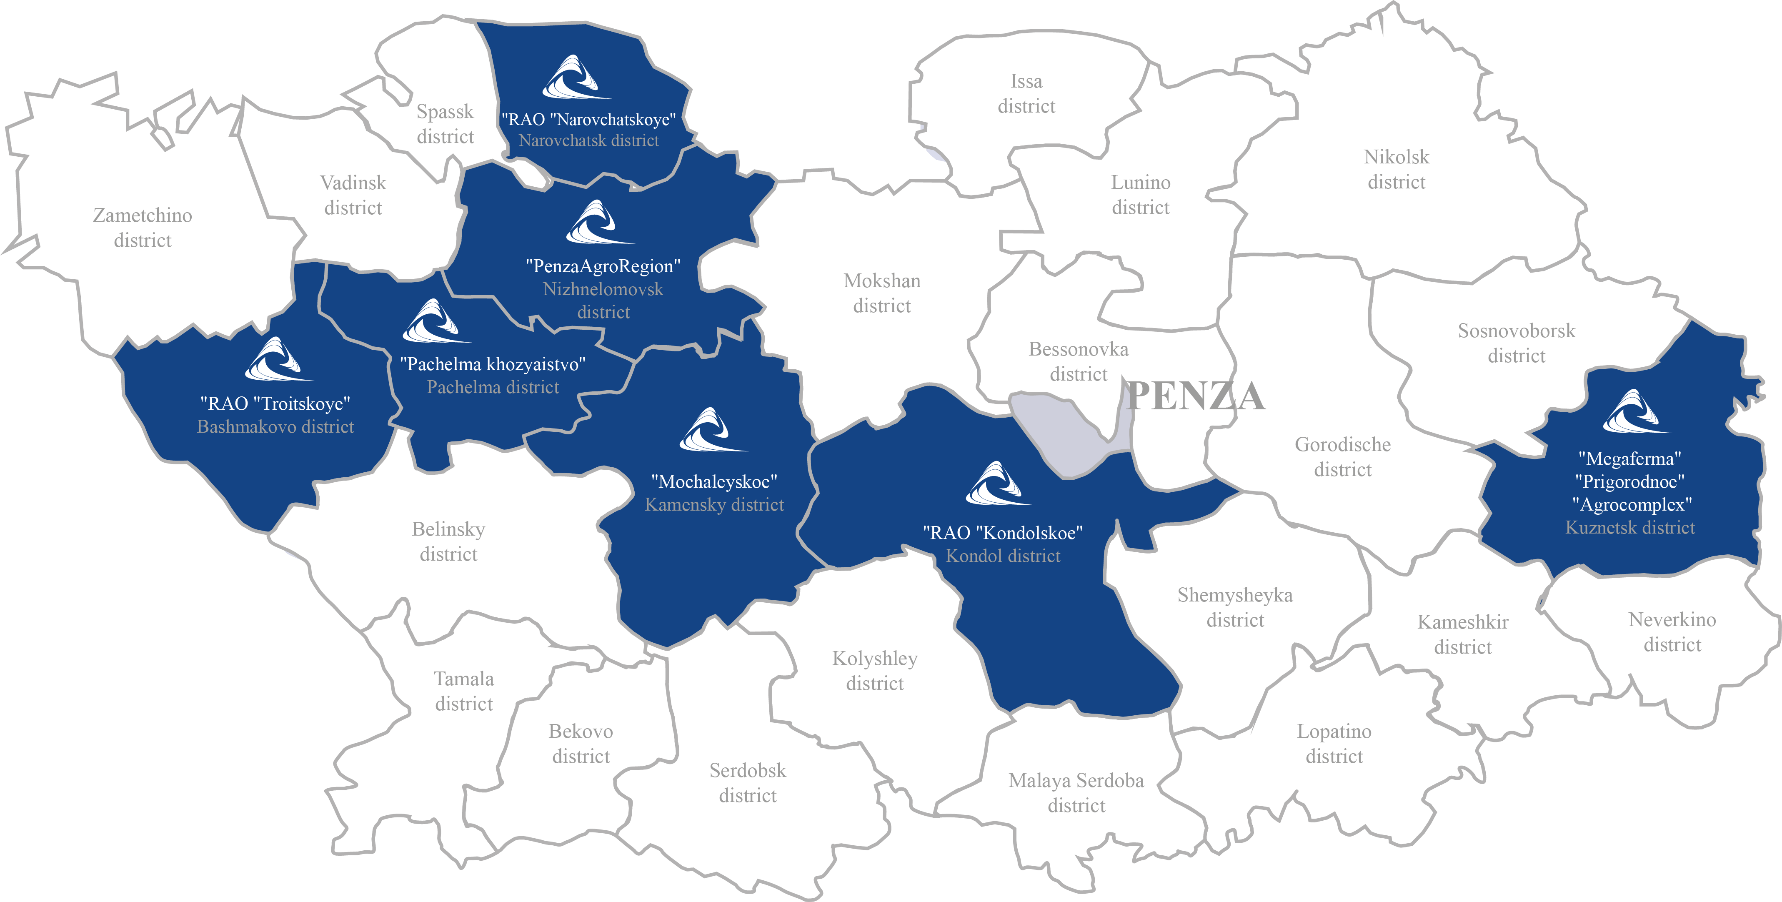 Issa
district
Spassk
district
"RAO "Narovchatskoye"
Narovchatsk district
Nikolsk
district
Vadinsk
district
Lunino
district
Zametchino
district
"PenzaAgroRegion"
Nizhnelomovsk
district
Mokshan
district
Sosnovoborsk
district
Bessonovka
district
"Pachelma khozyaistvo"
Pachelma district
PENZA
"RAO "Troitskoye"
Bashmakovo district
Gorodische
district
"Megaferma"
"Prigorodnoe"
"Agrocomplex"
Kuznetsk district
"Mochaleyskoe"
Kamensky district
Belinsky
district
"RAO "Kondolskoe"
Kondol district
Shemysheyka
district
Kameshkir
district
Neverkino
district
Kolyshley
district
Tamala
district
Bekovo
district
Lopatino
district
Serdobsk
district
Malaya Serdoba
district